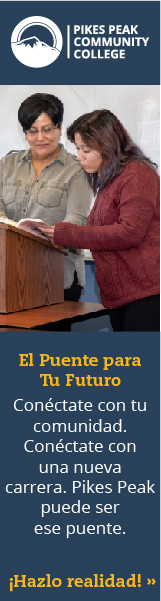 PIKES PEAK
COMMUNITY
COLLEGE
El Puente para
Tu Futuro
Conéctate con tu
comunidad.
Conéctate con
una nueva
carrera. Pikes Peak
puede ser
ese puente.
¡Hazlo realidad! »